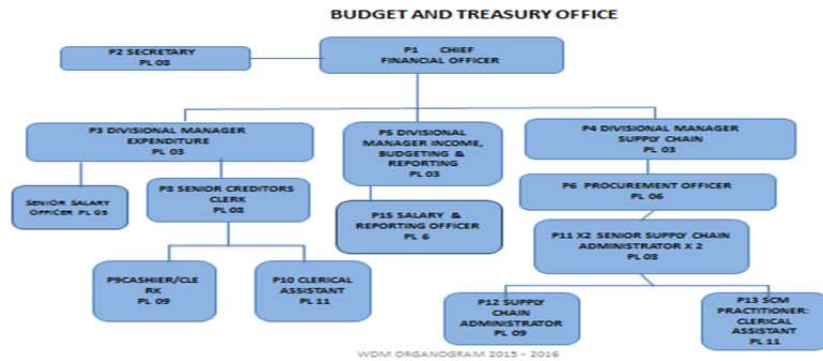 BUDGET AND TREASURY OFFICE
P2 SECRETARY
PL 08
P1 CHIEF
FINANCIAL OFFICER
P3 DIVISIONAL MANAGER
EXPENDITURE
PL 03
P5 DIVISIONAL
MANAGER INCOME,
BUDGETING &
REPORTING
PL 03
P4 DIVISIONAL MANAGER
SUPPLY CHAIN
PL 03
SENIOR SALARY
OFFICER PL 05
P8 SENIOR CREDITORS
CLERK
PL 08
P15 SALARY &
REPORTING OFFICER
PL 6
P6 PROCUREMENT OFFICER
PL 06
P11 X2 SENIOR SUPPLY CHAIN
ADMINISTRATOR X 2
PL 08
P9CASHIER/CLE
RK
PL 09
P10 CLERICAL
ASSISTANT
PL 11
P12 SUPPLY
CHAIN
ADMINISTRATOR
PL 09
P13 SCM
PRACTITIONER:
CLERICAL
ASSISTANT
PL 11
WDM ORGANOGRAM 2015 - 2016